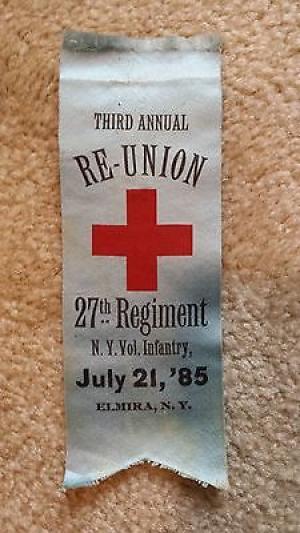 THIRD ANNUAL
RE-UNION
27th Regiment
N. Y. Vol. Infantry,
July 21, '85
ELMIRA, N. Y.